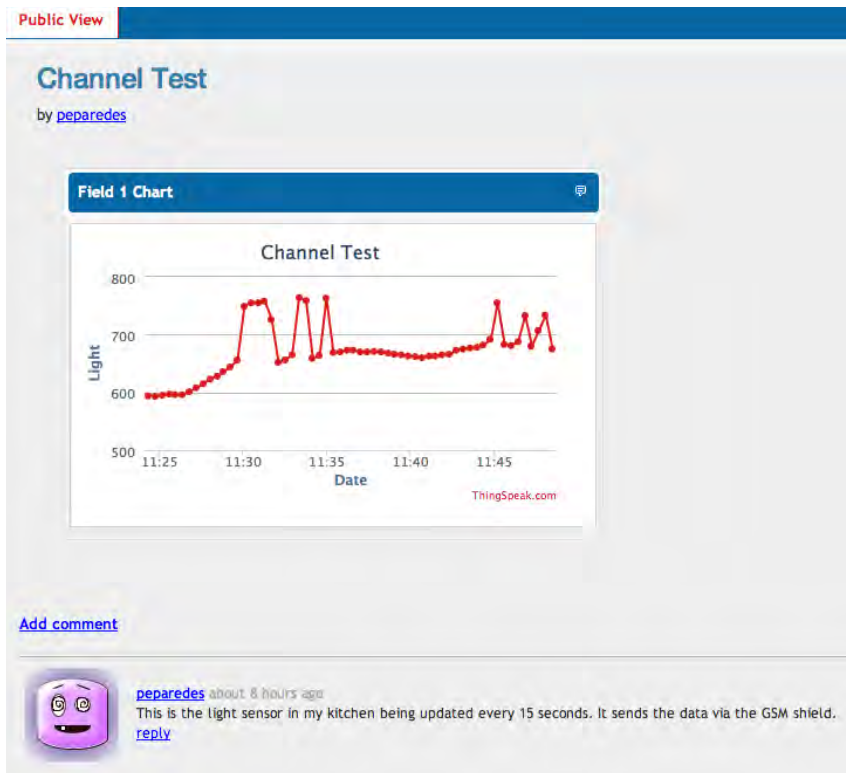 Public View
Channel Test
by peparedes
Field 1 Chart
Channel Test
800
700
600
500
Light
11:25 11:30 11:35 11:40 11:45
Date
ThingSpeak.com
Add comment
peparedes about 8 hours ago
This is the light sensor in my kitchen being updated every 15 seconds. It sends the data via the GSM shield.
reply